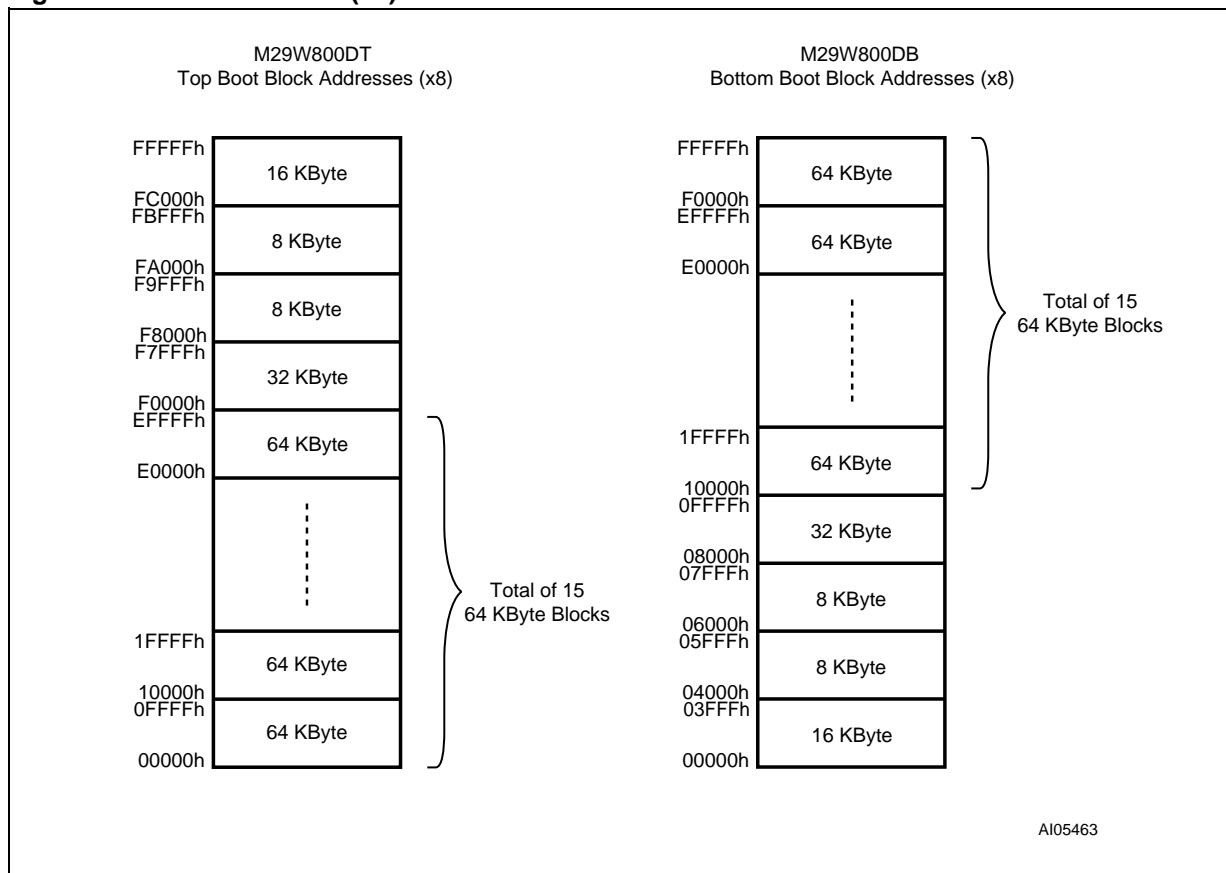 M29W800DT
Top Boot Block Addresses (x8)
FFFFFh
16 KByte
FC000h
FBFFFh
8 KByte
FA000h
F9FFFh
8 KByte
F8000h
F7FFFh
32 KByte
F0000h
EFFFFh
64 KByte
E0000h
Total of 15
64 KByte Blocks
1FFFFh
64 KByte
10000h
0FFFFh
64 KByte
00000h
M29W800DB
Bottom Boot Block Addresses (x8)
FFFFFh
64 KByte
F0000h
EFFFFh
64 KByte
E0000h
Total of 15
64 KByte Blocks
1FFFFh
64 KByte
10000h
0FFFFh
32 KByte
08000h
07FFFh
8 KByte
06000h
05FFFh
8 KByte
04000h
03FFFh
16 KByte
00000h
AI05463